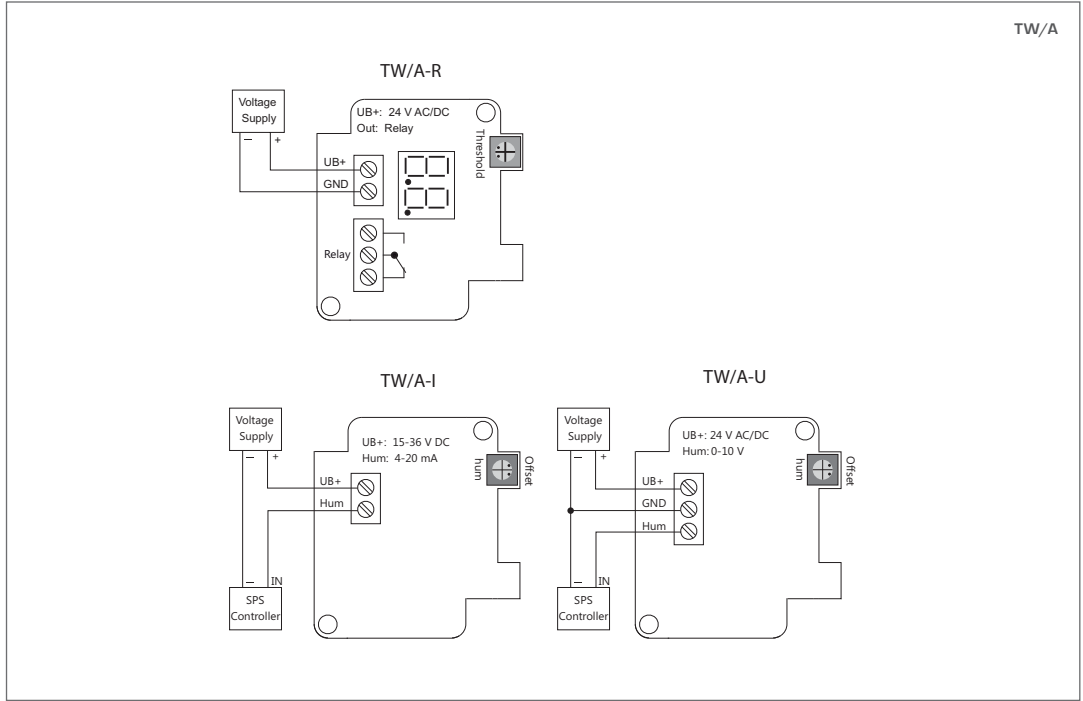 TW/A
TW/A-R
Voltage
Supply
– +
UB+: 24 V AC/DC
Out: Relay
Threshold
UB+
GND
Relay
TW/A-I
Voltage
Supply
– +
UB+: 15-36 V DC
Hum: 4-20 mA
Offset
hum
UB+
Hum
– IN
SPS
Controller
TW/A-U
Voltage
Supply
– +
UB+: 24 V AC/DC
Hum: 0-10 V
Offset
hum
UB+
GND
Hum
– IN
SPS
Controller